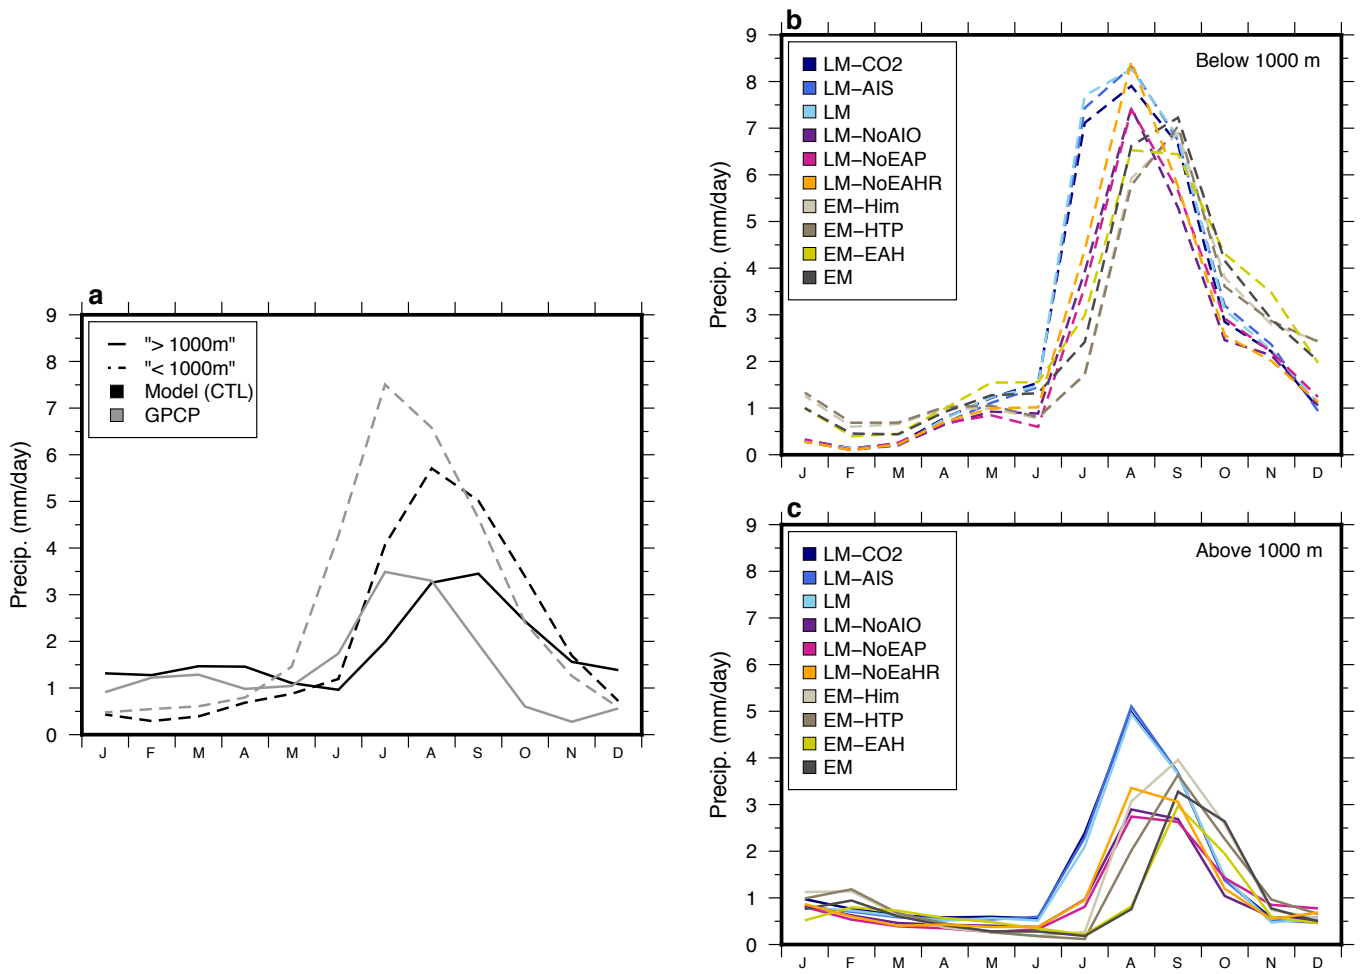 a
Precip. (mm/day)
9
8
7
6
5
4
3
2
1
0
"> 1000m"
"< 1000m"
Model (CTL)
GPCP
J F M A M J J A S O N D
b
Precip. (mm/day)
9
8
7
6
5
4
3
2
1
0
Below 1000 m
LM−CO2
LM−AIS
LM
LM−NoAIO
LM−NoEAP
LM−NoEAHR
EM−Him
EM−HTP
EM−EAH
EM
J F M A M J J A S O N D
c
Precip. (mm/day)
9
8
7
6
5
4
3
2
1
0
Above 1000 m
LM−CO2
LM−AIS
LM
LM−NoAIO
LM−NoEAP
LM−NoEaHR
EM−Him
EM−HTP
EM−EAH
EM
J F M A M J J A S O N D